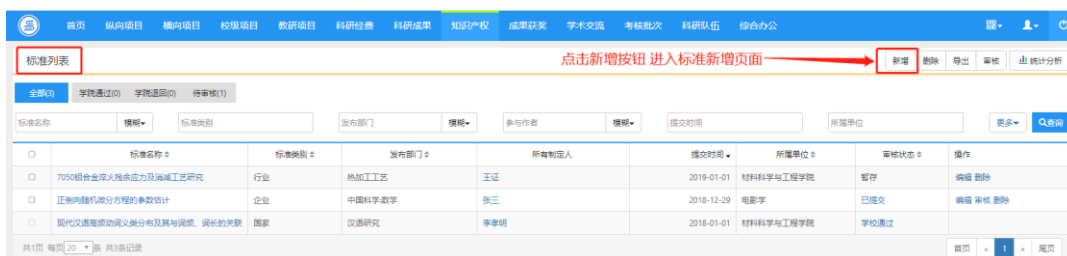 首页 纵向项目 横向项目 校级项目 教研项目 科研经费 科研成果 知识产权 成果获奖 学术交流 考核批次 科研队伍 综合办公
标准列表 点击新增按钮 进入标准新增页面 新增 删除 导出 审核 统计分析
全部(3) 学院通过(0) 学院退回(0) 待审核(1)
标准名称 模糊 标准类别 发布部门 模糊 参与作者 模糊 提交时间 所属单位 更多 查询
标准名称 标准类别 发布部门 所有制定人 提交时间 所属单位 审核状态 操作
7050铝合金淬火残余应力及消减工艺研究 行业 热加工工艺 王证 2019-01-01 材料科学与工程学院 暂存 编辑 删除
正倒向随机微分方程的参数估计 企业 中国科学:数学 张三 2018-12-29 电影学 已提交 编辑 审核 删除
现代汉语高频动词义类分布及其与词频、词长的关联 国家 汉语研究 李孝明 2018-01-01 材料科学与工程学院 学校通过
共1页 每页 20 条 共3条记录 首页 « 1 » 尾页